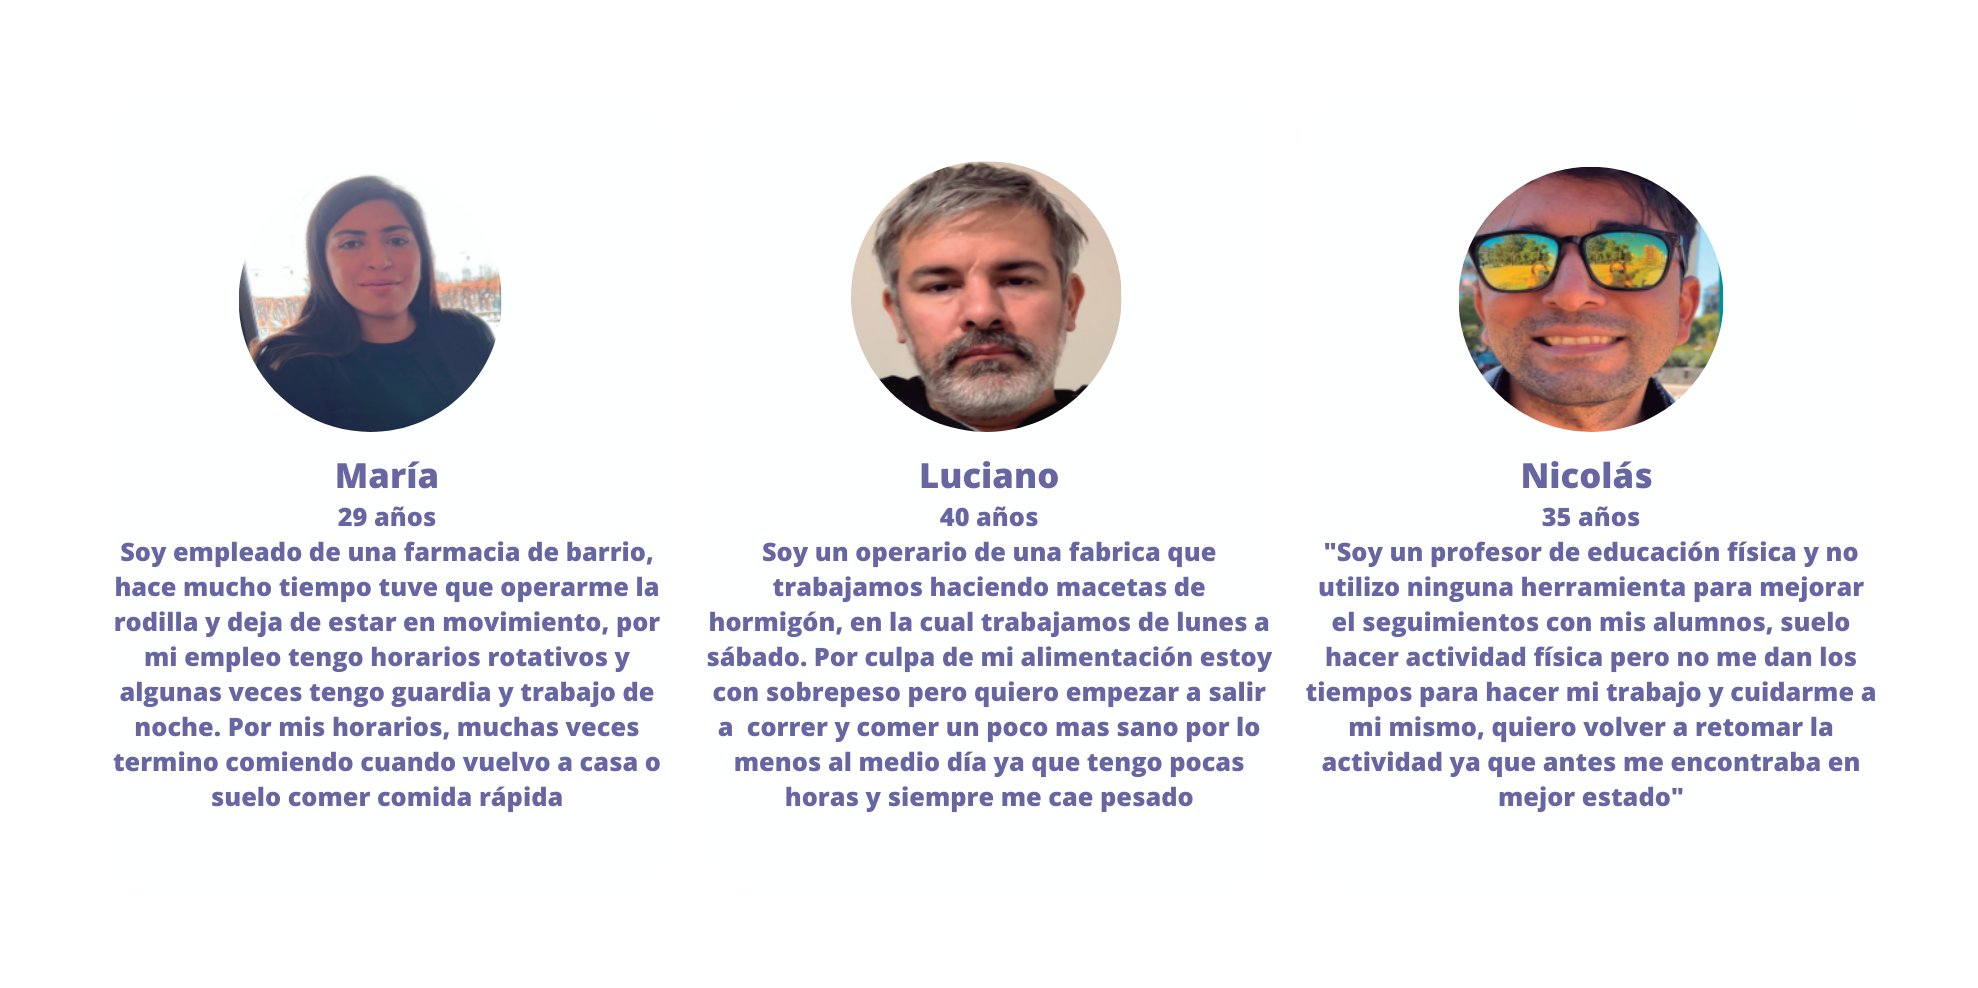 María
29 años
Soy empleado de una farmacia de barrio,
hace mucho tiempo tuve que operarme la
rodilla y deja de estar en movimiento, por
mi empleo tengo horarios rotativos y
algunas veces tengo guardia y trabajo de
noche. Por mis horarios, muchas veces
termino comiendo cuando vuelvo a casa o
suelo comer comida rápida
Luciano
40 años
Soy un operario de una fabrica que
trabajamos haciendo macetas de
hormigón, en la cual trabajamos de lunes a
sábado. Por culpa de mi alimentación estoy
con sobrepeso pero quiero empezar a salir
a  correr y comer un poco mas sano por lo
menos al medio día ya que tengo pocas
horas y siempre me cae pesado
Nicolás
35 años
"Soy un profesor de educación física y no
utilizo ninguna herramienta para mejorar
el seguimientos con mis alumnos, suelo
hacer actividad física pero no me dan los
tiempos para hacer mi trabajo y cuidarme a
mi mismo, quiero volver a retomar la
actividad ya que antes me encontraba en
mejor estado"